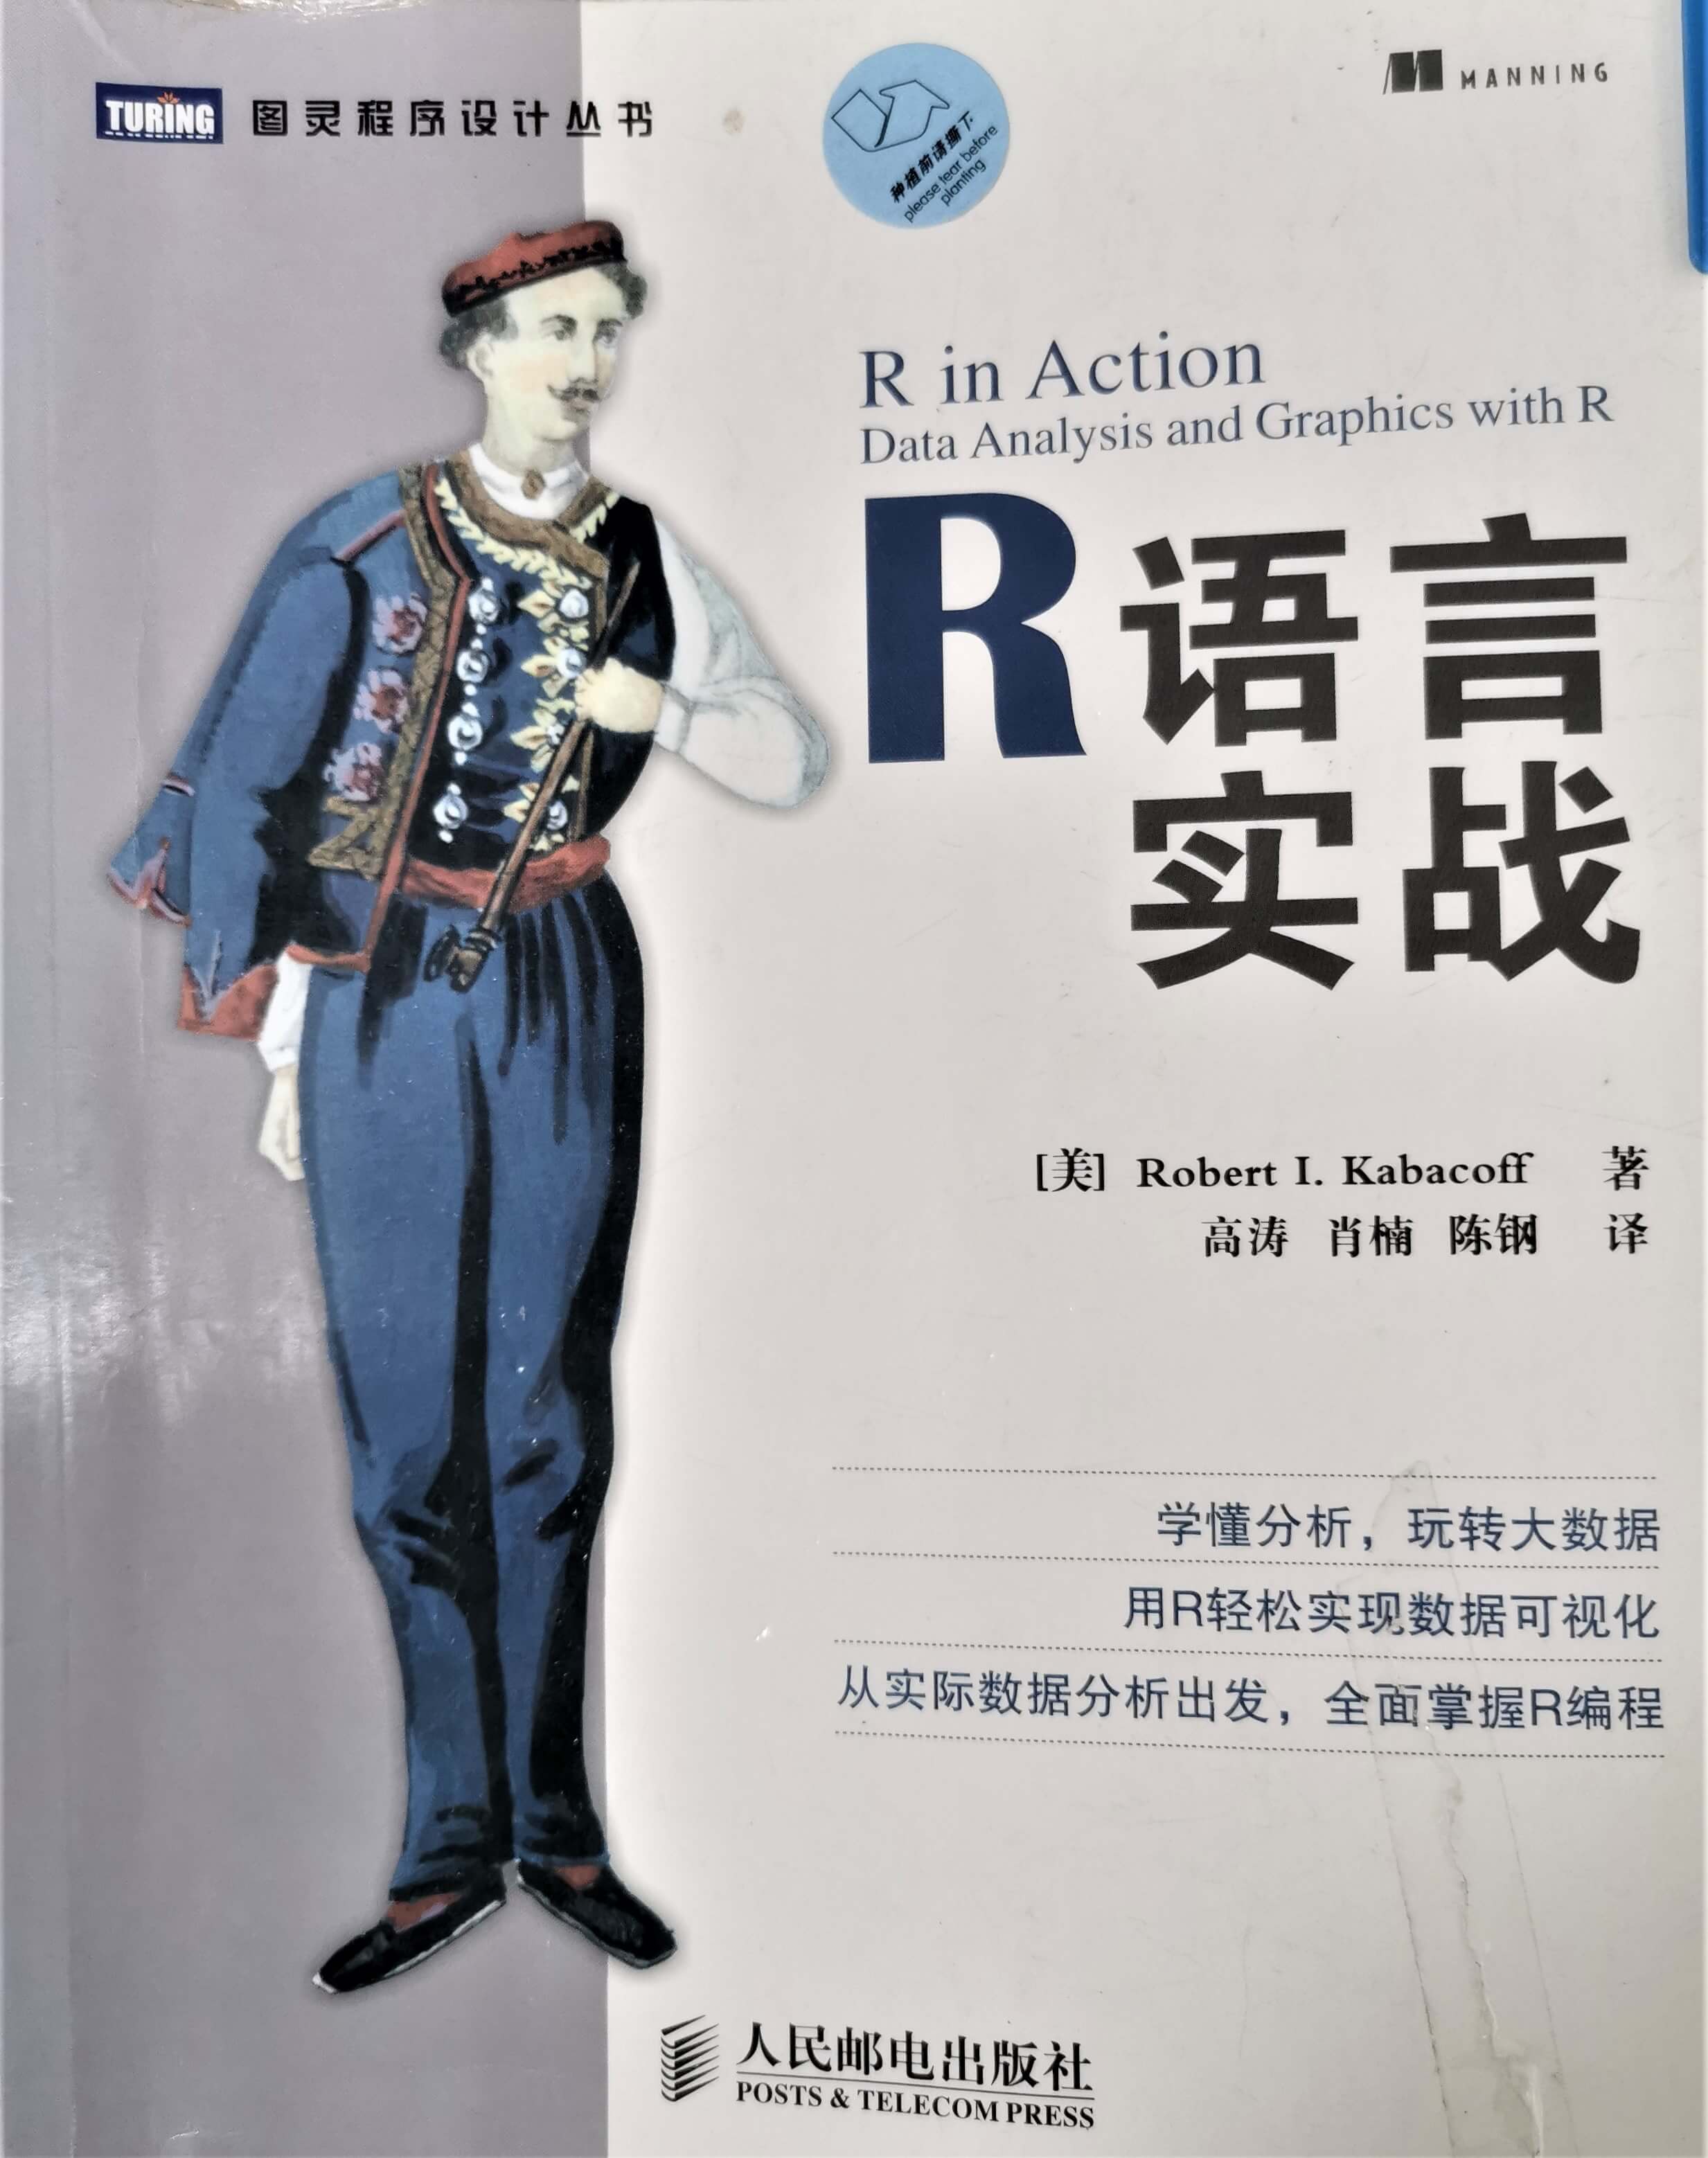 TURING 图灵程序设计丛书
MANNING
种植前请撕下
please tear before
planting
R in Action
Data Analysis and Graphics with R
R语言
实战
[美] Robert I. Kabacoff 著
高涛 肖楠 陈钢 译
学懂分析，玩转大数据
用R轻松实现数据可视化
从实际数据分析出发，全面掌握R编程
人民邮电出版社
POSTS & TELECOM PRESS